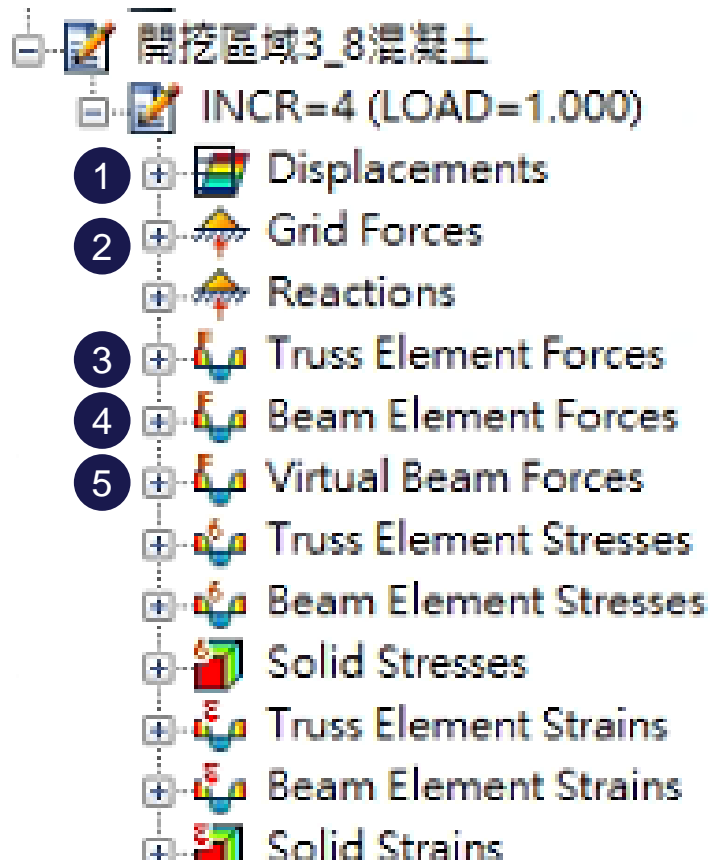 開挖區域3_8混凝土
INCR=4 (LOAD=1.000)
1 Displacements
2 Grid Forces
Reactions
3 Truss Element Forces
4 Beam Element Forces
5 Virtual Beam Forces
Truss Element Stresses
Beam Element Stresses
Solid Stresses
Truss Element Strains
Beam Element Strains
Solid Strains